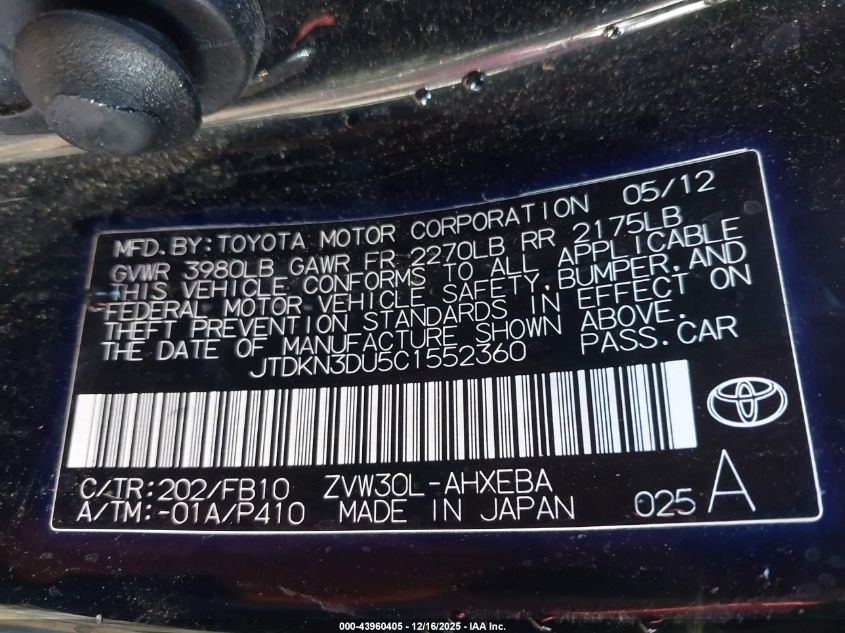 MFD. BY: TOYOTA MOTOR CORPORATION 05/12
GVWR 3980LB GAWR FR 2270LB RR 2175LB
THIS VEHICLE CONFORMS TO ALL APPLICABLE
FEDERAL MOTOR VEHICLE SAFETY, BUMPER, AND
THEFT PREVENTION STANDARDS IN EFFECT ON
THE DATE OF MANUFACTURE SHOWN ABOVE.
JTDKN3DU5C1552360 PASS. CAR
C/TR: 202/FB10 ZVW30L-AHXEBA
A/TM: -01A/P410 MADE IN JAPAN 025 A
000-43960405 - 12/16/2025 - IAA Inc.